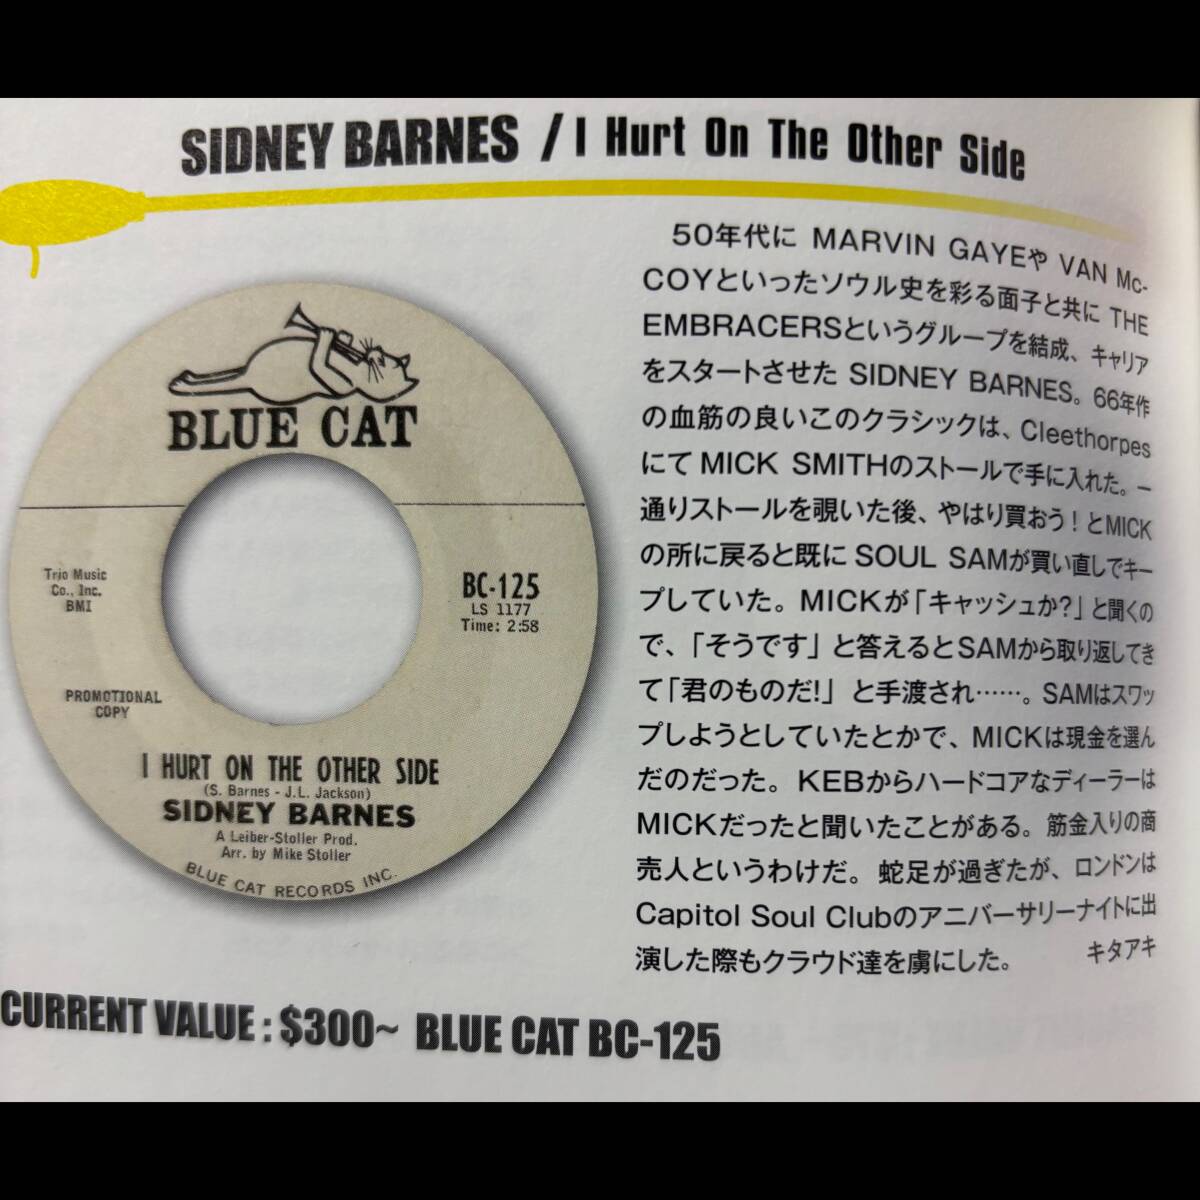 SIDNEY BARNES / I Hurt On The Other Side
50年代に MARVIN GAYEや VAN Mc-
COYといったソウル史を彩る面子と共に THE
EMBRACERSというグループを結成、キャリア
をスタートさせた SIDNEY BARNES。66年作
の血筋の良いこのクラシックは、Cleethorpes
にて MICK SMITHのストールで手に入れた。一
通りストールを覗いた後、やはり買おう！とMICK
の所に戻ると既に SOUL SAMが買い直しでキー
プしていた。MICKが「キャッシュか?」と聞くの
で、「そうです」と答えるとSAMから取り返してき
て「君のものだ!」と手渡され……。SAMはスワッ
プしようとしていたとかで、MICKは現金を選ん
だのだった。KEBからハードコアなディーラーは
MICKだったと聞いたことがある。筋金入りの商
売人というわけだ。蛇足が過ぎたが、ロンドンは
Capitol Soul Clubのアニバーサリーナイトに出
演した際もクラウド達を虜にした。 キタアキ
BLUE CAT
Trio Music
Co., Inc.
BMI
BC-125
LS 1177
Time: 2:58
PROMOTIONAL
COPY
I HURT ON THE OTHER SIDE
(S. Barnes - J.L. Jackson)
SIDNEY BARNES
A Leiber-Stoller Prod.
Arr. by Mike Stoller
BLUE CAT RECORDS INC.
CURRENT VALUE : $300~ BLUE CAT BC-125